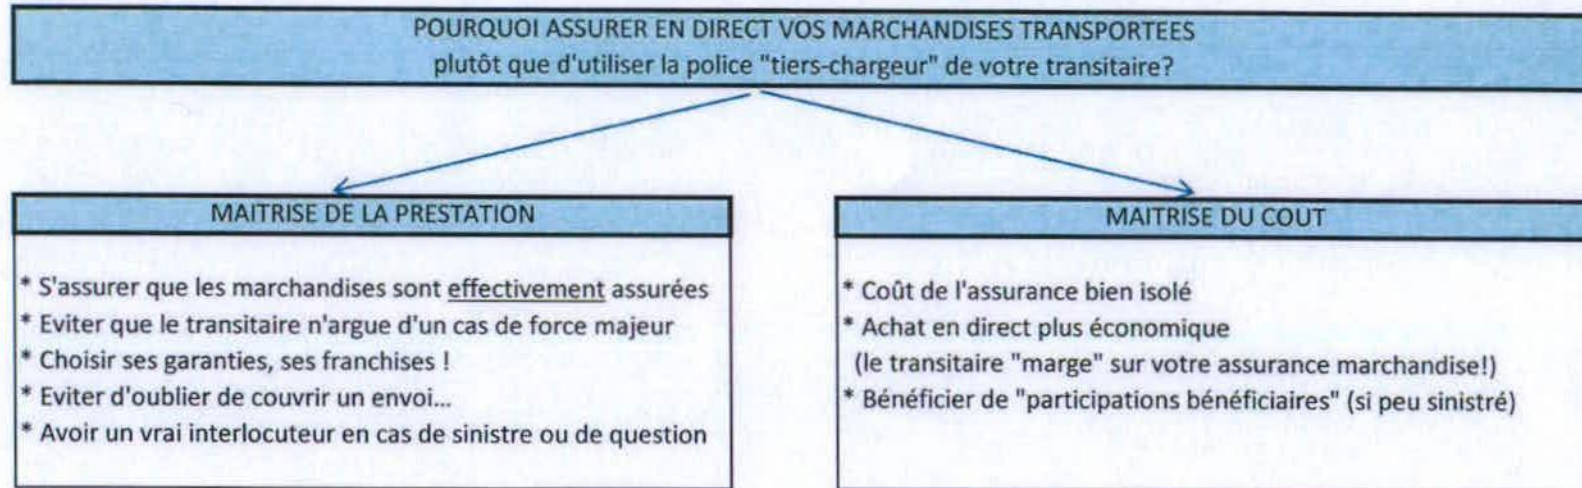 POURQUOI ASSURER EN DIRECT VOS MARCHANDISES TRANSPORTEES
plutôt que d'utiliser la police "tiers-chargeur" de votre transitaire?
MAITRISE DE LA PRESTATION
* S'assurer que les marchandises sont effectivement assurées
* Eviter que le transitaire n'argue d'un cas de force majeur
* Choisir ses garanties, ses franchises !
* Eviter d'oublier de couvrir un envoi...
* Avoir un vrai interlocuteur en cas de sinistre ou de question
MAITRISE DU COUT
* Coût de l'assurance bien isolé
* Achat en direct plus économique
(le transitaire "marge" sur votre assurance marchandise!)
* Bénéficier de "participations bénéficiaires" (si peu sinistré)